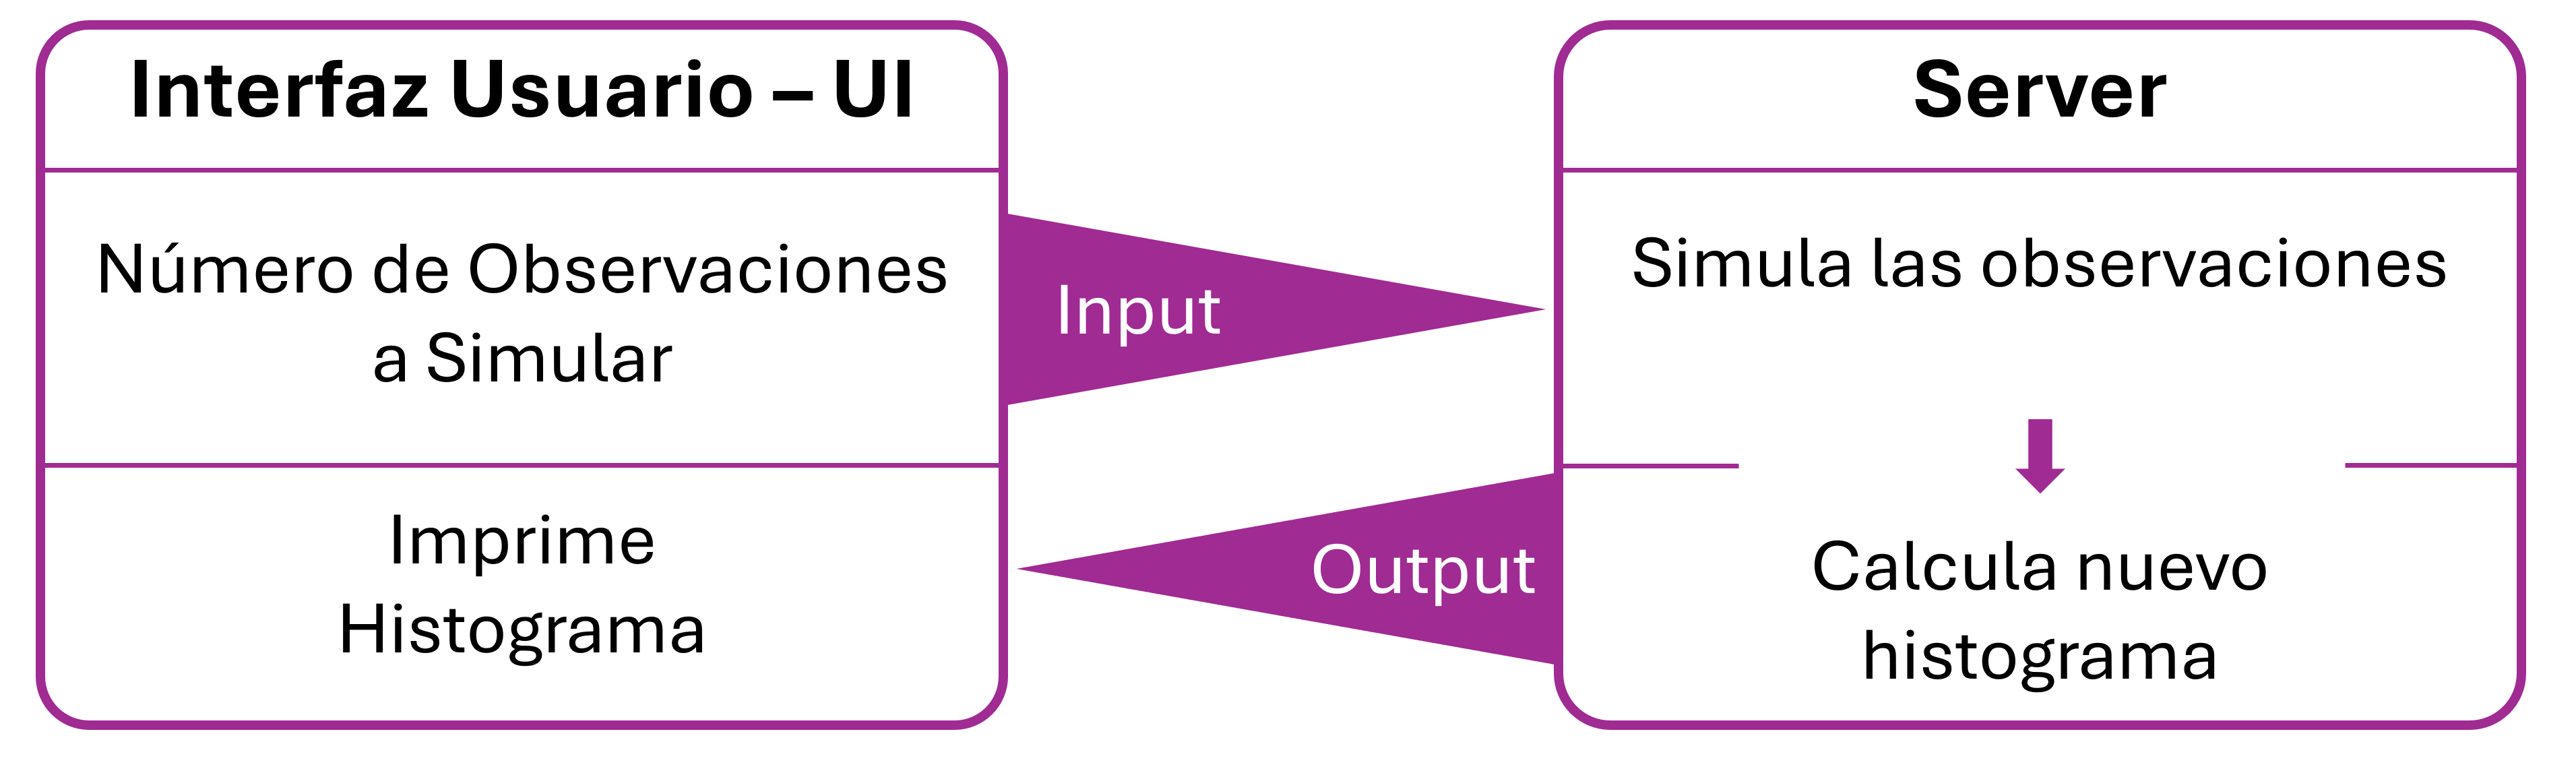 Interfaz Usuario – UI
Número de Observaciones
a Simular
Imprime
Histograma
Input
Output
Server
Simula las observaciones
Calcula nuevo
histograma